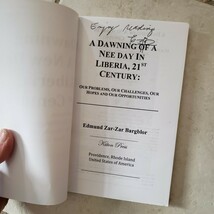 Enjoy Reading
A DAWNING OF A
NEE DAY IN
LIBERIA, 21ST
CENTURY:
OUR PROBLEMS, OUR CHALLENGES, OUR
HOPES AND OUR OPPORTUNITIES
Edmund Zar-Zar Bargblor
Providence, Rhode Island
United States of America